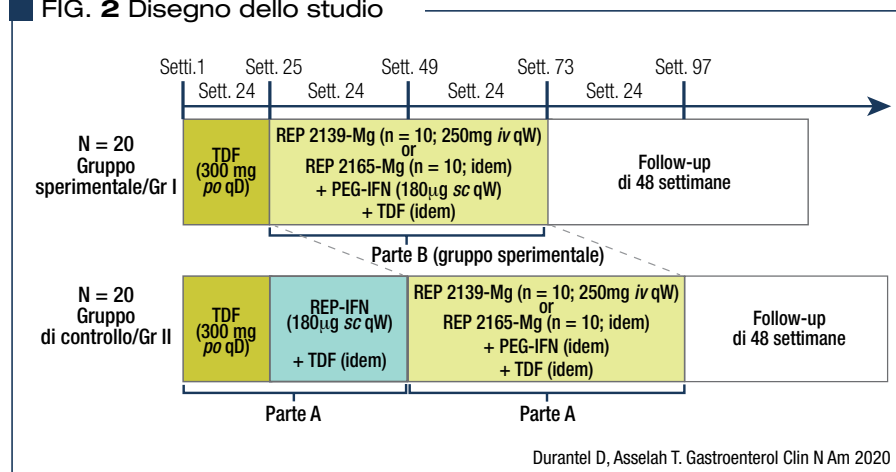 FIG. 2 Disegno dello studio
Setti.1 Sett. 25 Sett. 49 Sett. 73 Sett. 97
Sett. 24 Sett. 24 Sett. 24 Sett. 24
N = 20
Gruppo
sperimentale/Gr I
TDF
(300 mg
po qD)
REP 2139-Mg (n = 10; 250mg iv qW)
or
REP 2165-Mg (n = 10; idem)
+ PEG-IFN (180µg sc qW)
+ TDF (idem)
Follow-up
di 48 settimane
Parte B (gruppo sperimentale)
N = 20
Gruppo
di controllo/Gr II
TDF
(300 mg
po qD)
REP-IFN
(180µg sc qW)
+ TDF (idem)
REP 2139-Mg (n = 10; 250mg iv qW)
or
REP 2165-Mg (n = 10; idem)
+ PEG-IFN (idem)
+ TDF (idem)
Follow-up
di 48 settimane
Parte A Parte A
Durantel D, Asselah T. Gastroenterol Clin N Am 2020